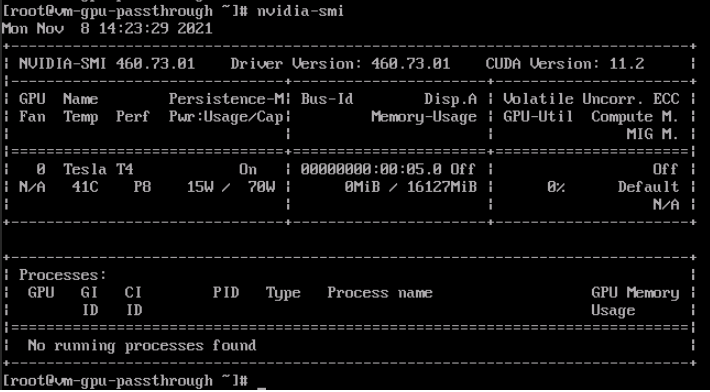 [root@vm-gpu-passthrough ~]# nvidia-smi
Mon Nov  8 14:23:29 2021
+-----------------------------------------------------------------------------+
| NVIDIA-SMI 460.73.01    Driver Version: 460.73.01    CUDA Version: 11.2     |
|-------------------------------+----------------------+----------------------+
| GPU  Name        Persistence-M| Bus-Id        Disp.A | Volatile Uncorr. ECC |
| Fan  Temp  Perf  Pwr:Usage/Cap|         Memory-Usage | GPU-Util  Compute M. |
|                               |                      |               MIG M. |
|===============================+======================+======================|
|   0  Tesla T4            On   | 00000000:00:05.0 Off |                  Off |
| N/A   41C    P8    15W /  70W |      0MiB / 16127MiB |      0%      Default |
|                               |                      |                  N/A |
+-------------------------------+----------------------+----------------------+

+-----------------------------------------------------------------------------+
| Processes:                                                                  |
|  GPU   GI   CI        PID   Type   Process name                  GPU Memory |
|        ID   ID                                                   Usage      |
|=============================================================================|
|  No running processes found                                                 |
+-----------------------------------------------------------------------------+
[root@vm-gpu-passthrough ~]# _